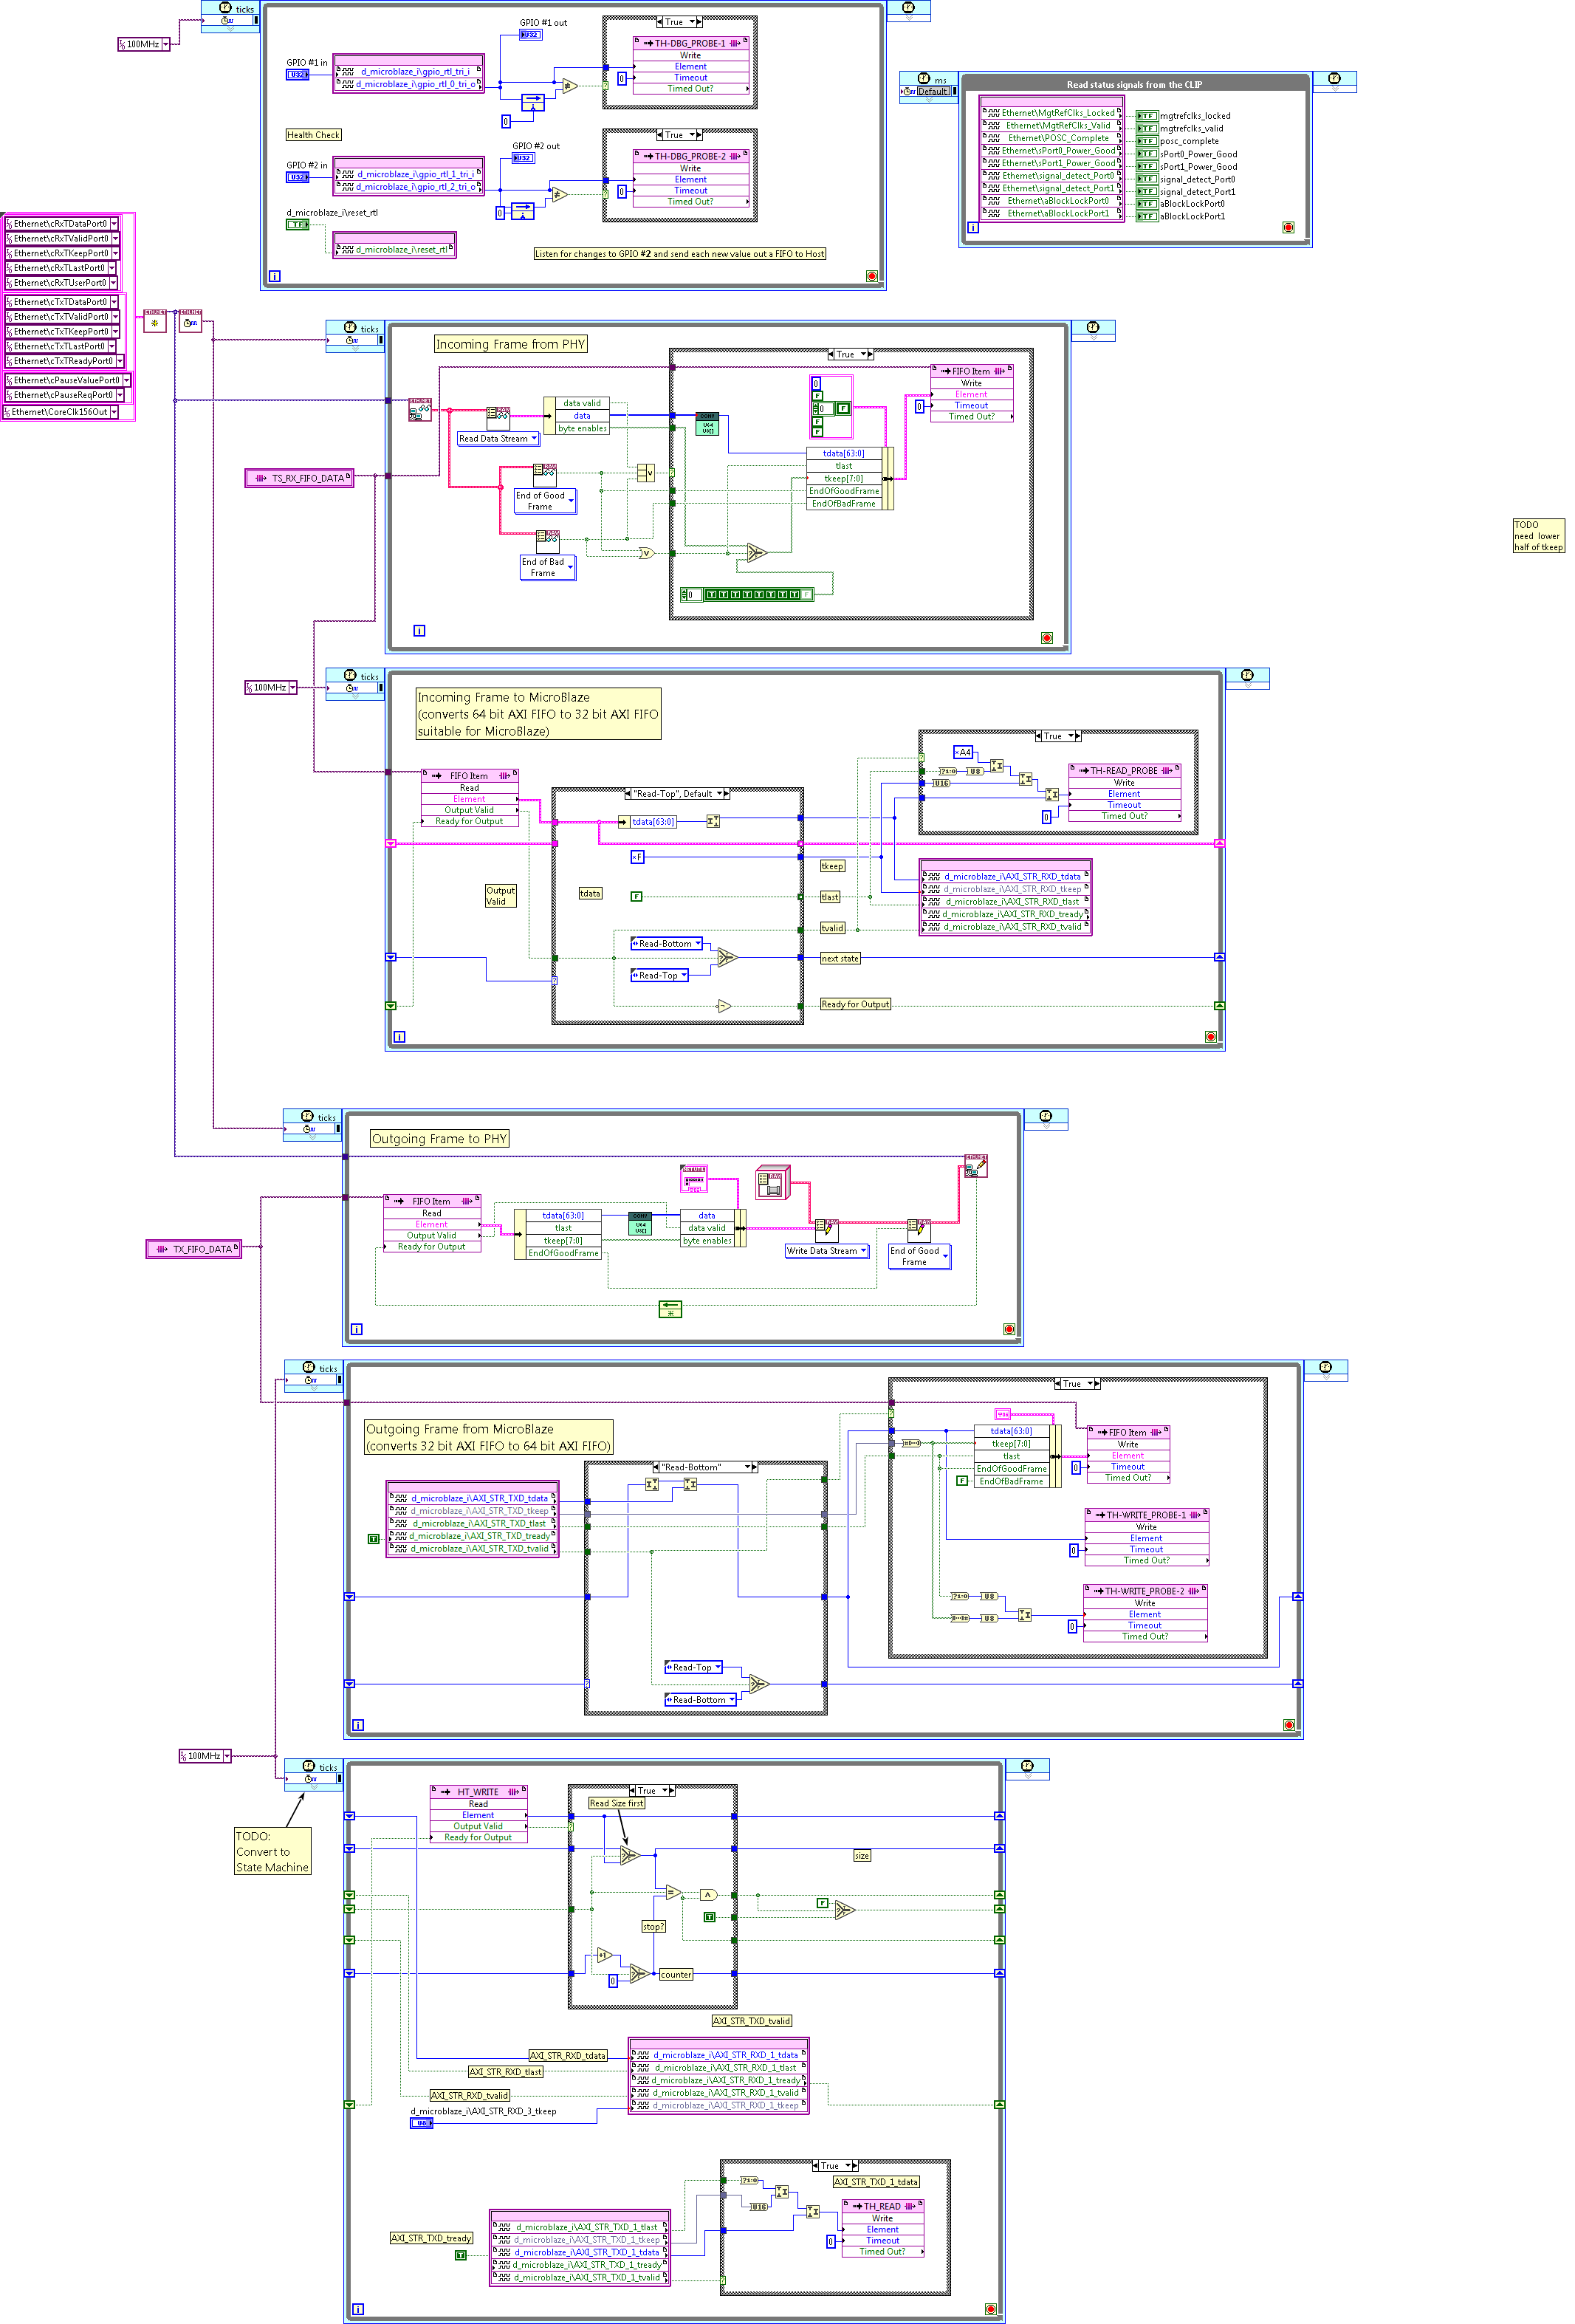 ticks
100MHz
GPIO #1 out
U32
True
TH-DBG_PROBE-1
Write
Element
Timeout
Timed Out?
0
GPIO #1 in
U32
d_microblaze_i\gpio_rtl_tri_i
d_microblaze_i\gpio_rtl_0_tri_o
0
Health Check
GPIO #2 out
U32
True
TH-DBG_PROBE-2
Write
Element
Timeout
Timed Out?
0
GPIO #2 in
U32
d_microblaze_i\gpio_rtl_1_tri_i
d_microblaze_i\gpio_rtl_2_tri_o
0
d_microblaze_i\reset_rtl
TF
d_microblaze_i\reset_rtl
Listen for changes to GPIO #2 and send each new value out a FIFO to Host
i
ms
Default
Read status signals from the CLIP
Ethernet\MgtRefClks_Locked
Ethernet\MgtRefClks_Valid
Ethernet\POSC_Complete
Ethernet\sPort0_Power_Good
Ethernet\sPort1_Power_Good
Ethernet\signal_detect_Port0
Ethernet\signal_detect_Port1
Ethernet\aBlockLockPort0
Ethernet\aBlockLockPort1
mgtrefclks_locked
mgtrefclks_valid
posc_complete
sPort0_Power_Good
sPort1_Power_Good
signal_detect_Port0
signal_detect_Port1
aBlockLockPort0
aBlockLockPort1
i
Ethernet\cRxTDataPort0
Ethernet\cRxTValidPort0
Ethernet\cRxTKeepPort0
Ethernet\cRxTLastPort0
Ethernet\cRxTUserPort0
Ethernet\cTxTDataPort0
Ethernet\cTxTValidPort0
Ethernet\cTxTKeepPort0
Ethernet\cTxTLastPort0
Ethernet\cTxTReadyPort0
Ethernet\cPauseValuePort0
Ethernet\cPauseReqPort0
Ethernet\CoreClk156Out
ticks
Incoming Frame from PHY
True
FIFO Item
Write
Element
Timeout
Timed Out?
0
Read Data Stream
data valid
data
byte enables
End of Good
Frame
End of Bad
Frame
tdata[63:0]
tlast
tkeep[7:0]
EndOfGoodFrame
EndOfBadFrame
TS_RX_FIFO_DATA
i
TODO
need lower
half of tkeep
100MHz
ticks
Incoming Frame to MicroBlaze
(converts 64 bit AXI FIFO to 32 bit AXI FIFO
suitable for MicroBlaze)
FIFO Item
Read
Element
Output Valid
Ready for Output
"Read-Top", Default
tdata[63:0]
xF
Output
Valid
tdata
F
Read-Bottom
Read-Top
tkeep
tlast
tvalid
next state
Ready for Output
True
xA4
?1:0
U8
U16
TH-READ_PROBE
Write
Element
Timeout
Timed Out?
0
d_microblaze_i\AXI_STR_RXD_tdata
d_microblaze_i\AXI_STR_RXD_tkeep
d_microblaze_i\AXI_STR_RXD_tlast
d_microblaze_i\AXI_STR_RXD_tready
d_microblaze_i\AXI_STR_RXD_tvalid
i
ticks
Outgoing Frame to PHY
FIFO Item
Read
Element
Output Valid
Ready for Output
tdata[63:0]
tlast
tkeep[7:0]
EndOfGoodFrame
data
data valid
byte enables
Write Data Stream
End of Good
Frame
TX_FIFO_DATA
i
ticks
Outgoing Frame from MicroBlaze
(converts 32 bit AXI FIFO to 64 bit AXI FIFO)
d_microblaze_i\AXI_STR_TXD_tdata
d_microblaze_i\AXI_STR_TXD_tkeep
d_microblaze_i\AXI_STR_TXD_tlast
d_microblaze_i\AXI_STR_TXD_tready
d_microblaze_i\AXI_STR_TXD_tvalid
T
"Read-Bottom"
Read-Top
Read-Bottom
True
tdata[63:0]
tkeep[7:0]
tlast
EndOfGoodFrame
EndOfBadFrame
F
FIFO Item
Write
Element
Timeout
Timed Out?
0
TH-WRITE_PROBE-1
Write
Element
Timeout
Timed Out?
0
TH-WRITE_PROBE-2
Write
Element
Timeout
Timed Out?
0
?1:0
U8
U8
i
100MHz
ticks
TODO:
Convert to
State Machine
HT_WRITE
Read
Element
Output Valid
Ready for Output
True
Read Size first
stop?
+1
0
counter
T
F
size
AXI_STR_TXD_tvalid
AXI_STR_RXD_tdata
AXI_STR_RXD_tlast
AXI_STR_RXD_tvalid
d_microblaze_i\AXI_STR_RXD_3_tkeep
U8
d_microblaze_i\AXI_STR_RXD_1_tdata
d_microblaze_i\AXI_STR_RXD_1_tlast
d_microblaze_i\AXI_STR_RXD_1_tready
d_microblaze_i\AXI_STR_RXD_1_tvalid
d_microblaze_i\AXI_STR_RXD_1_tkeep
True
AXI_STR_TXD_1_tdata
?1:0
U16
TH_READ
Write
Element
Timeout
Timed Out?
0
AXI_STR_TXD_tready
T
d_microblaze_i\AXI_STR_TXD_1_tlast
d_microblaze_i\AXI_STR_TXD_1_tkeep
d_microblaze_i\AXI_STR_TXD_1_tdata
d_microblaze_i\AXI_STR_TXD_1_tready
d_microblaze_i\AXI_STR_TXD_1_tvalid
i